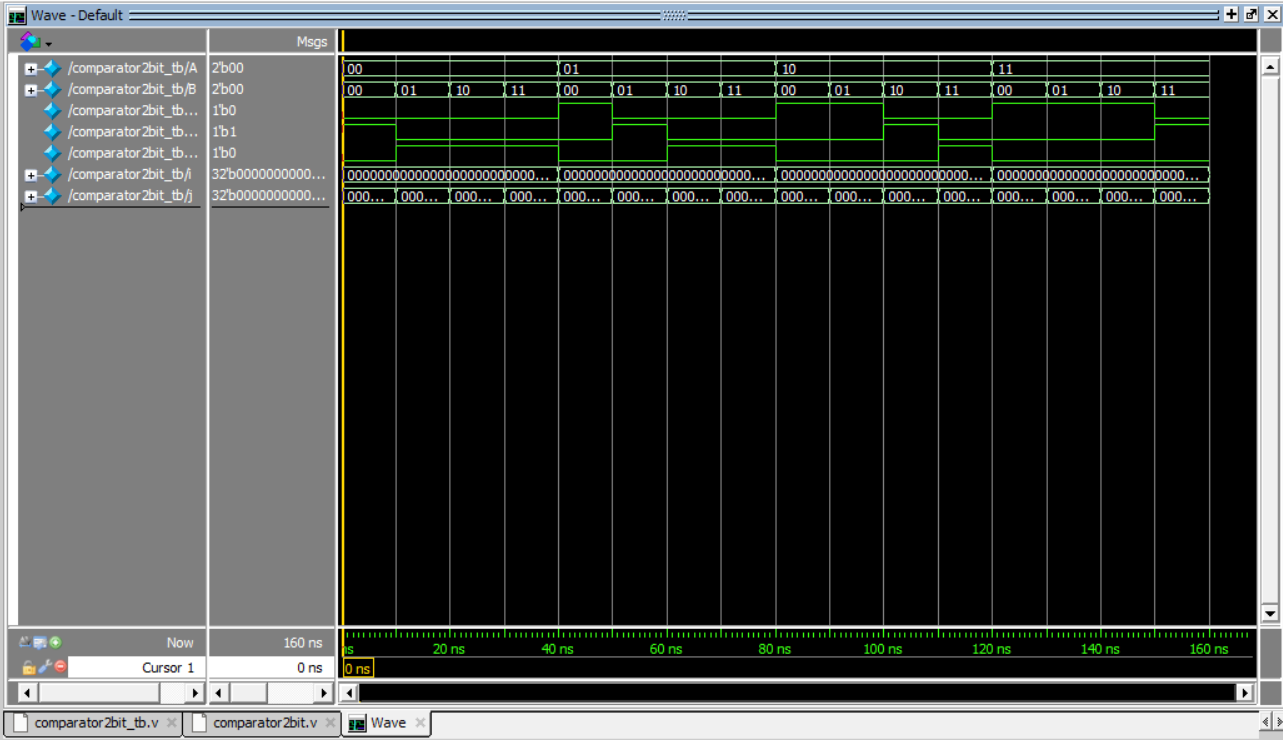 Wave - Default
Msgs
/comparator2bit_tb/A 2'b00 00 01 10 11
/comparator2bit_tb/B 2'b00 00 01 10 11 00 01 10 11 00 01 10 11 00 01 10 11
/comparator2bit_tb... 1'b0
/comparator2bit_tb... 1'b1
/comparator2bit_tb... 1'b0
/comparator2bit_tb/i 32'b0000000000... 00000000000000000000000000... 00000000000000000000000000... 00000000000000000000000000... 00000000000000000000000000...
/comparator2bit_tb/j 32'b0000000000... 000... 000... 000... 000... 000... 000... 000... 000... 000... 000... 000... 000... 000... 000... 000... 000...
Now 160 ns ns 20 ns 40 ns 60 ns 80 ns 100 ns 120 ns 140 ns 160 ns
Cursor 1 0 ns 0 ns
comparator2bit_tb.v comparator2bit.v Wave